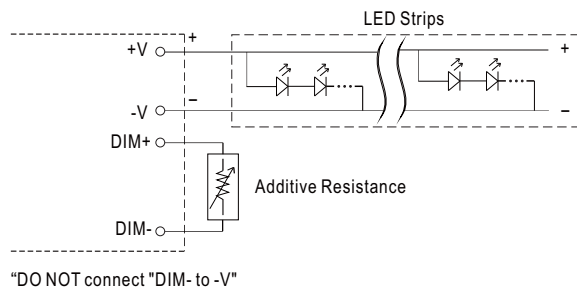 LED Strips
+V
+
+
-V
−
−
DIM+
Additive Resistance
DIM-
“DO NOT connect "DIM- to -V"